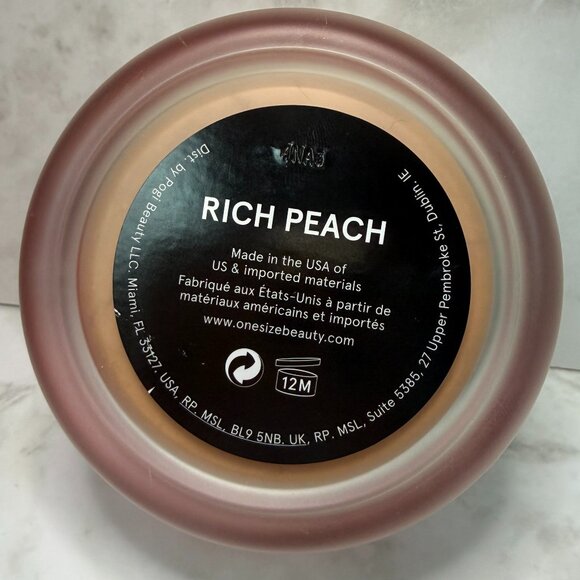 RICH PEACH
Made in the USA of
US & imported materials
Fabriqué aux États-Unis à partir de
matériaux américains et importés
www.onesizebeauty.com
12M
Dist. by Pogi Beauty LLC. Miami, FL 33127. USA, RP. MSL, BL9 5NB. UK, RP. MSL, Suite 5385, 27 Upper Pembroke St. Dublin .IE